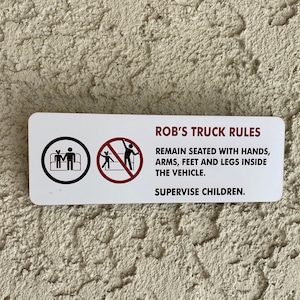 ROB'S TRUCK RULES
REMAIN SEATED WITH HANDS,
ARMS, FEET AND LEGS INSIDE
THE VEHICLE.
SUPERVISE CHILDREN.